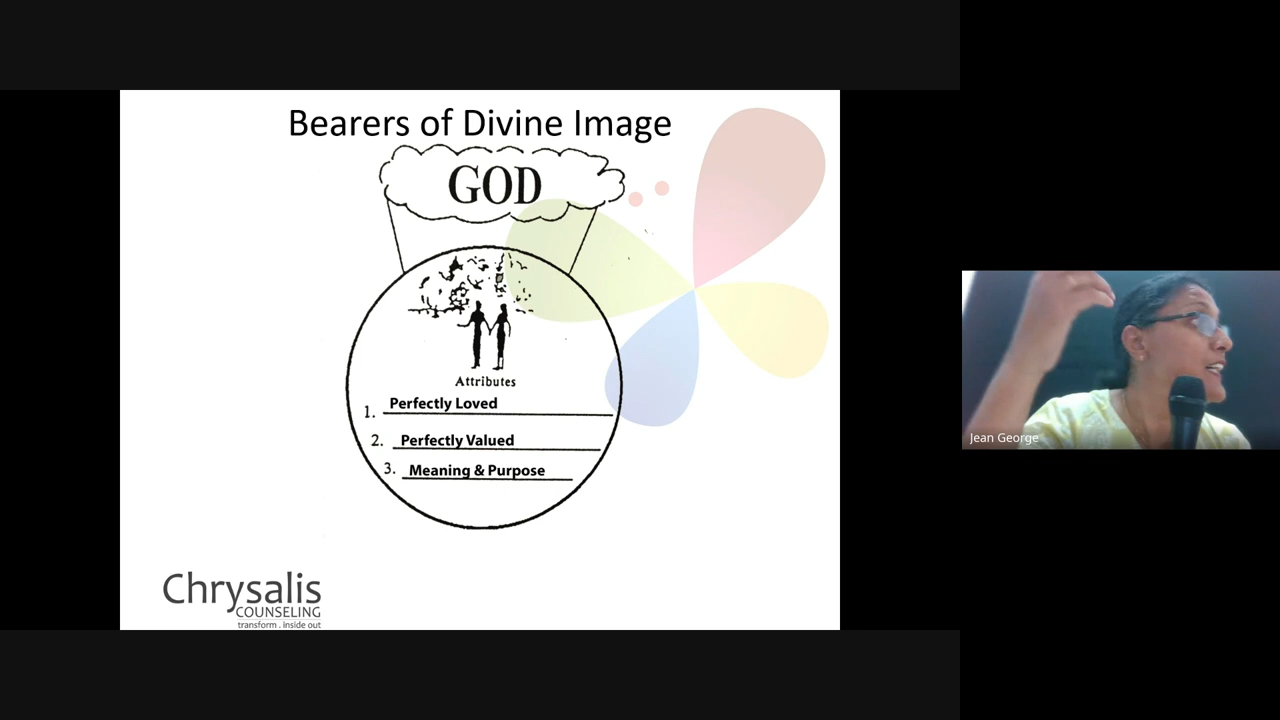 Bearers of Divine Image
GOD
Attributes
1. Perfectly Loved
2. Perfectly Valued
3. Meaning & Purpose
Chrysalis
COUNSELING
transform . inside out
Jean George